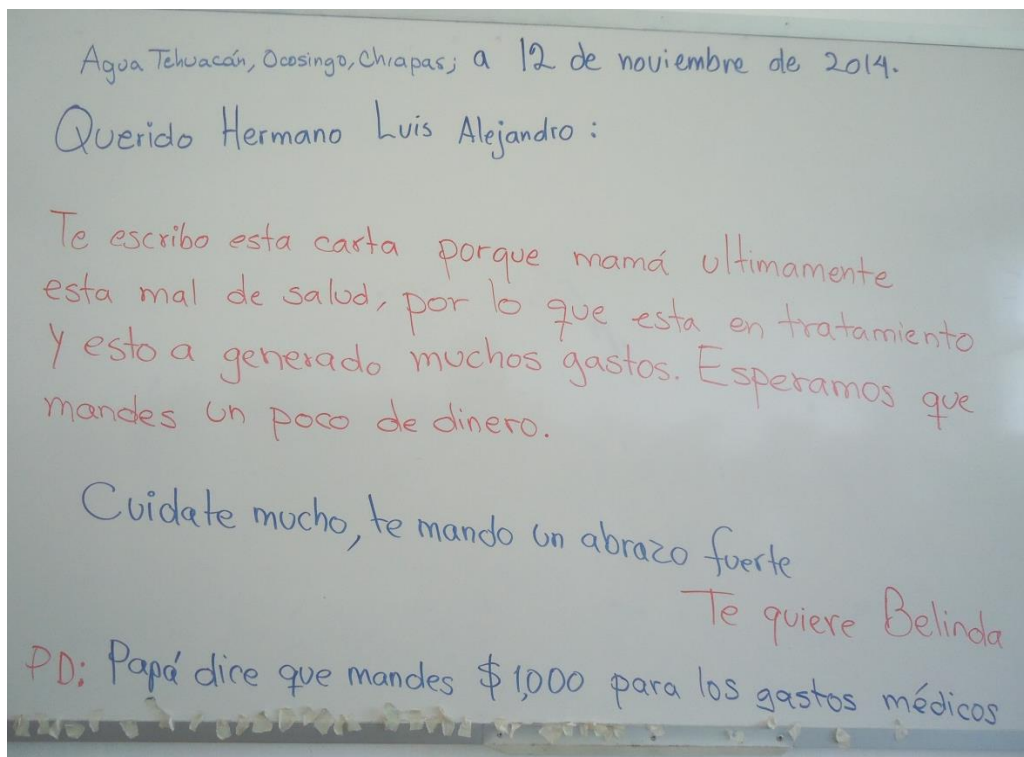 Agua Tehuacán, Ocosingo, Chiapas; a 12 de noviembre de 2014.
Querido Hermano Luis Alejandro:
Te escribo esta carta porque mamá ultimamente
esta mal de salud, por lo que esta en tratamiento
Y esto a generado muchos gastos. Esperamos que
mandes un poco de dinero.
Cuidate mucho, te mando un abrazo fuerte
Te quiere Belinda
PD: Papá dice que mandes $1,000 para los gastos médicos